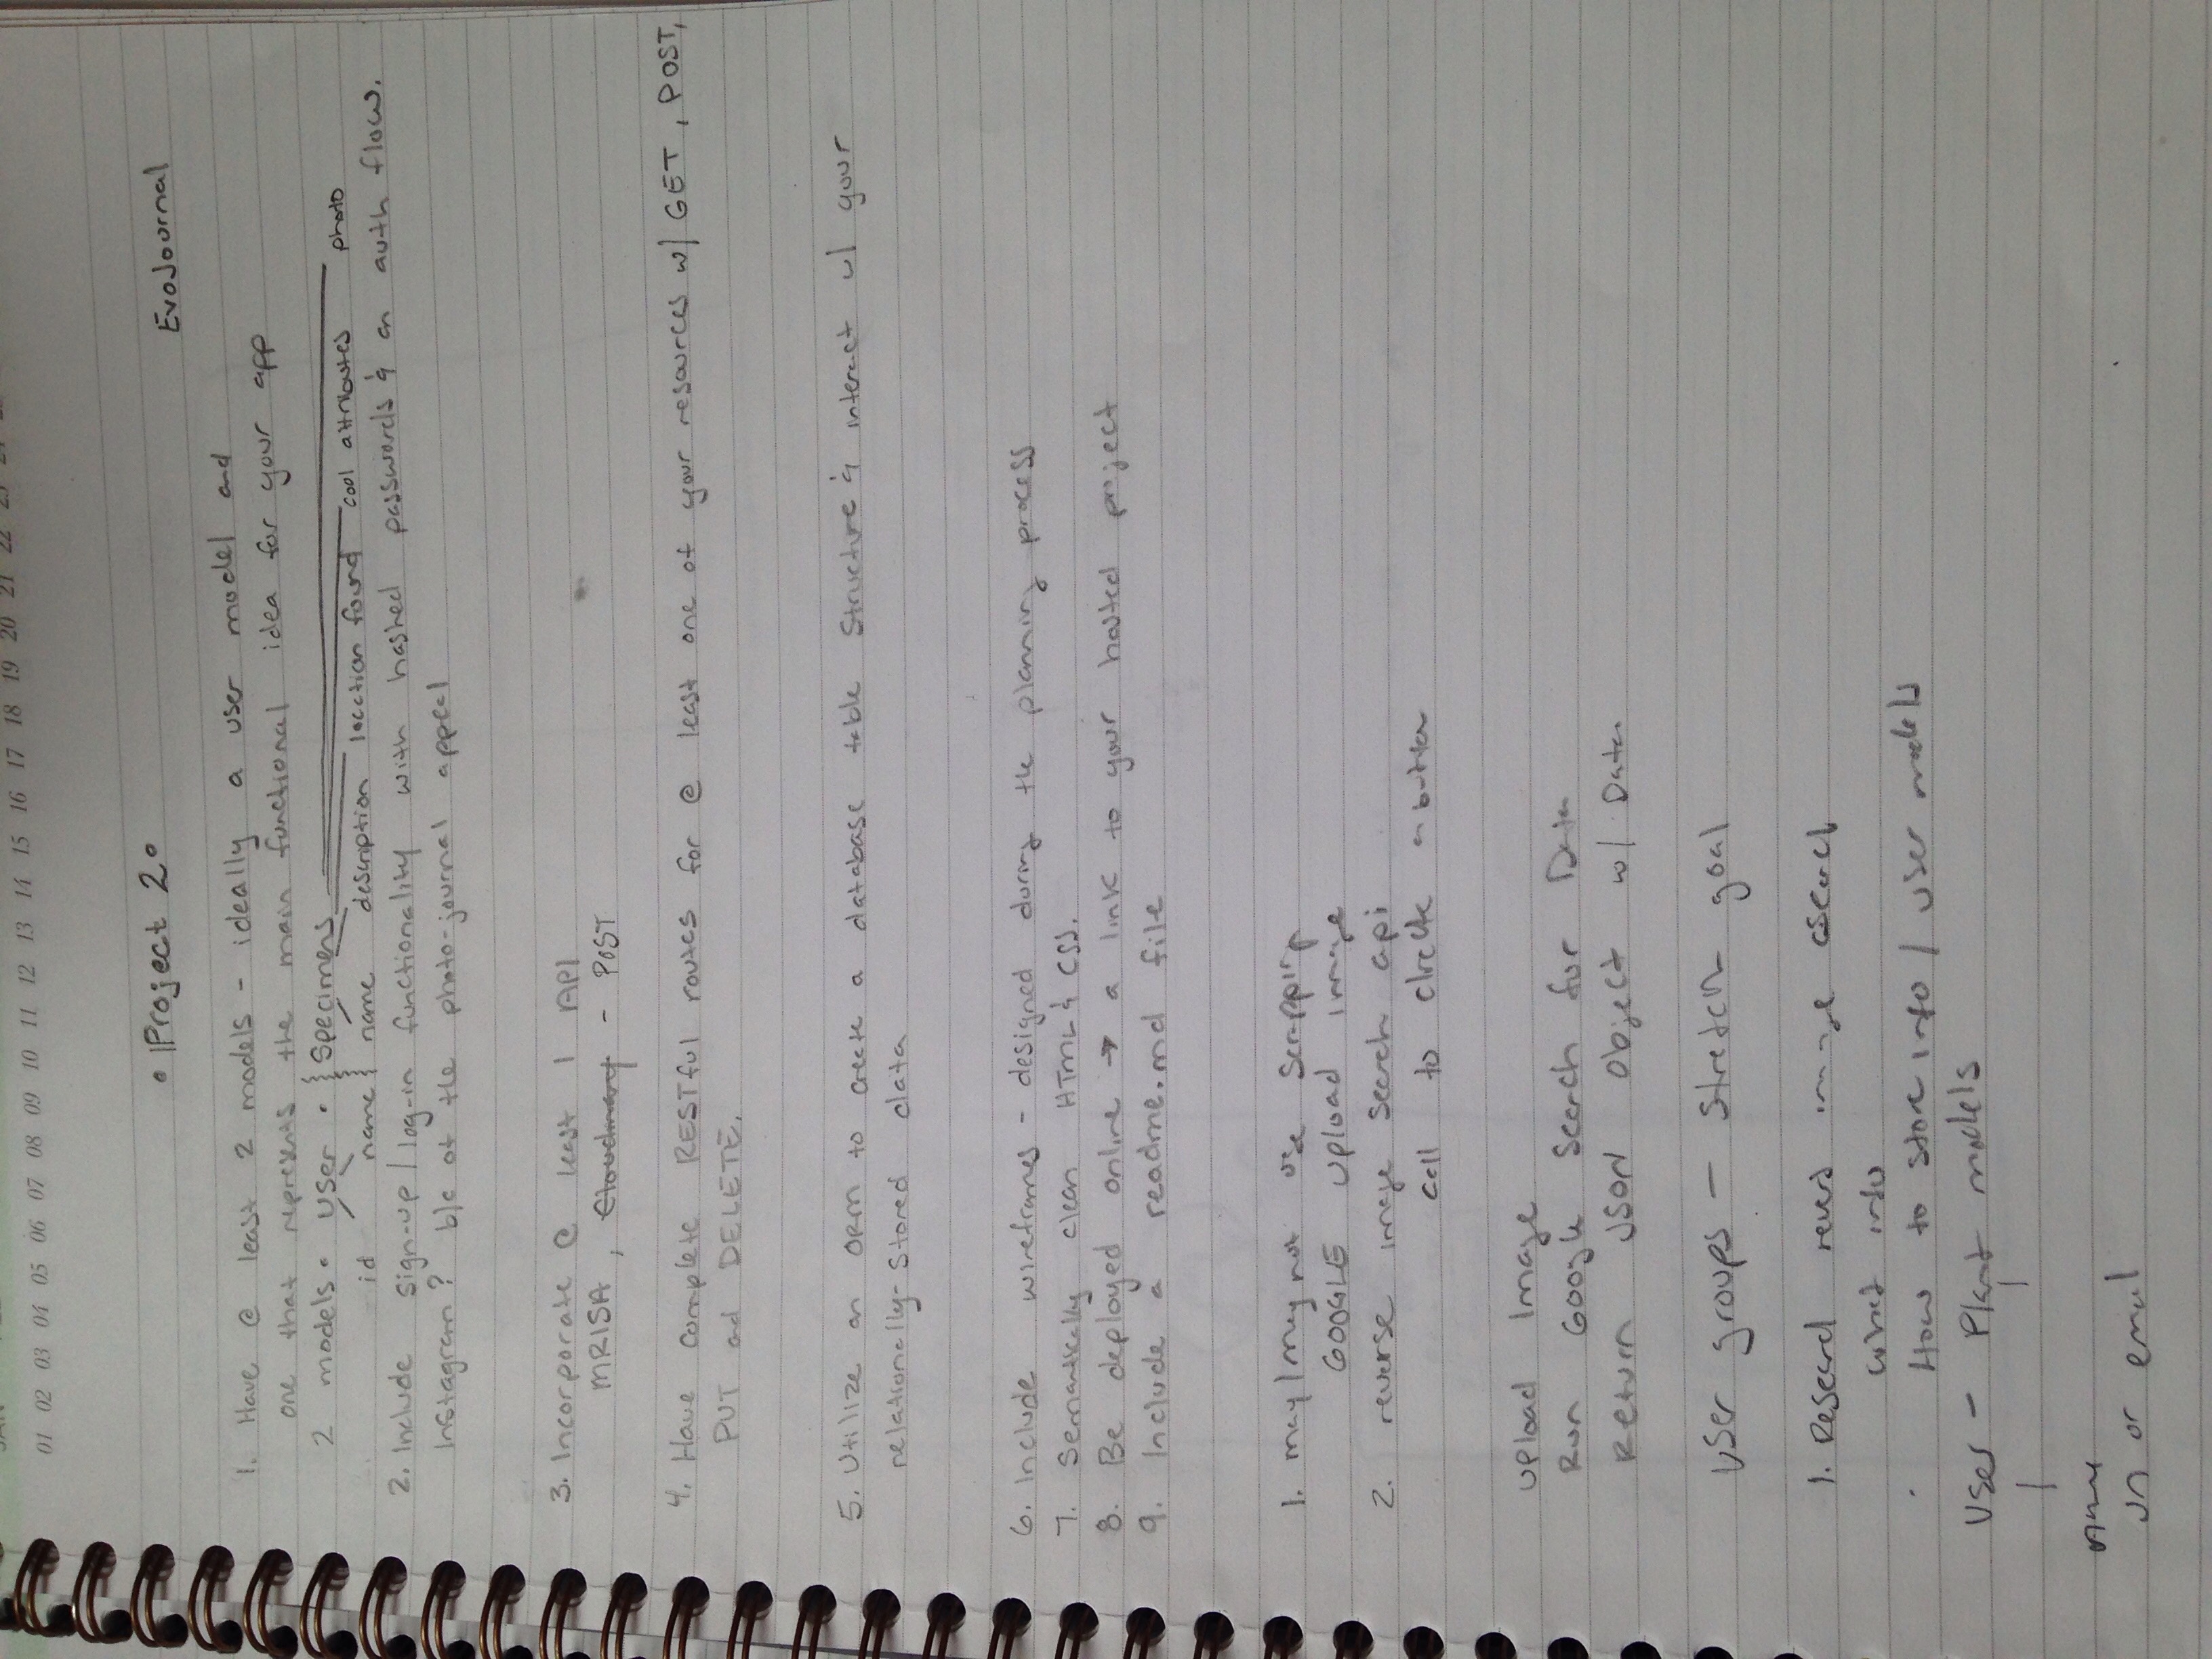 JAN
01 02 03 04 05 06 07 08 09 10 11 12 13 14 15 16 17 18 19 20 21 22 23
• Project 2 •
EvoJournal
1. Have @ least 2 models - ideally a user model and
one that represents the main functional idea for your app
2 models • User • Specimens
id name name description location found cool attributes photo
2. Include sign-up / log-in functionality with hashed passwords & an auth flow.
Instagram? b/c of the photo-journal appeal
3. Incorporate @ least 1 API
MRISA, Cloudinary - POST
4. Have complete RESTful routes for @ least one of your resources w/ GET, POST,
PUT and DELETE.
5. Utilize an ORM to create a database table structure & interact w/ your
relationally-stored data
6. Include wireframes - designed during the planning process
7. Semantically clean HTML & CSS.
8. Be deployed online → a link to your hosted project
9. Include a readme.md file
1. may/may not use scrapping
GOOGLE upload image
2. reverse image search api
call to create a button
Upload Image
Run Google Search for Data
Return JSON Object w/ Data
User groups - stretch goal
1. Research image
what info
How to store info / user models
User - Plant models
name
un or email